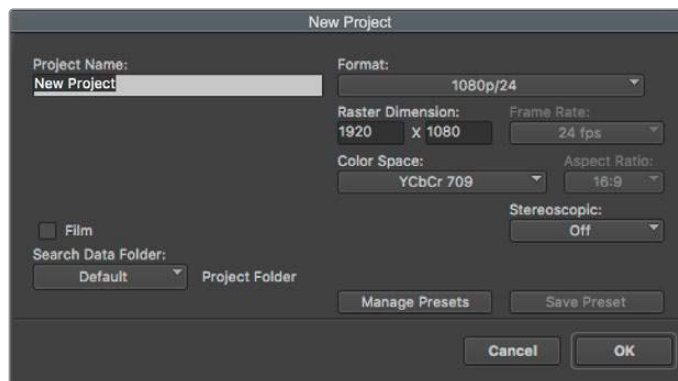 New Project
Project Name:
New Project
Format:
1080p/24
Raster Dimension:
1920 x 1080
Frame Rate:
24 fps
Color Space:
YCbCr 709
Aspect Ratio:
16:9
Stereoscopic:
Off
Film
Search Data Folder:
Default
Project Folder
Manage Presets
Save Preset
Cancel
OK